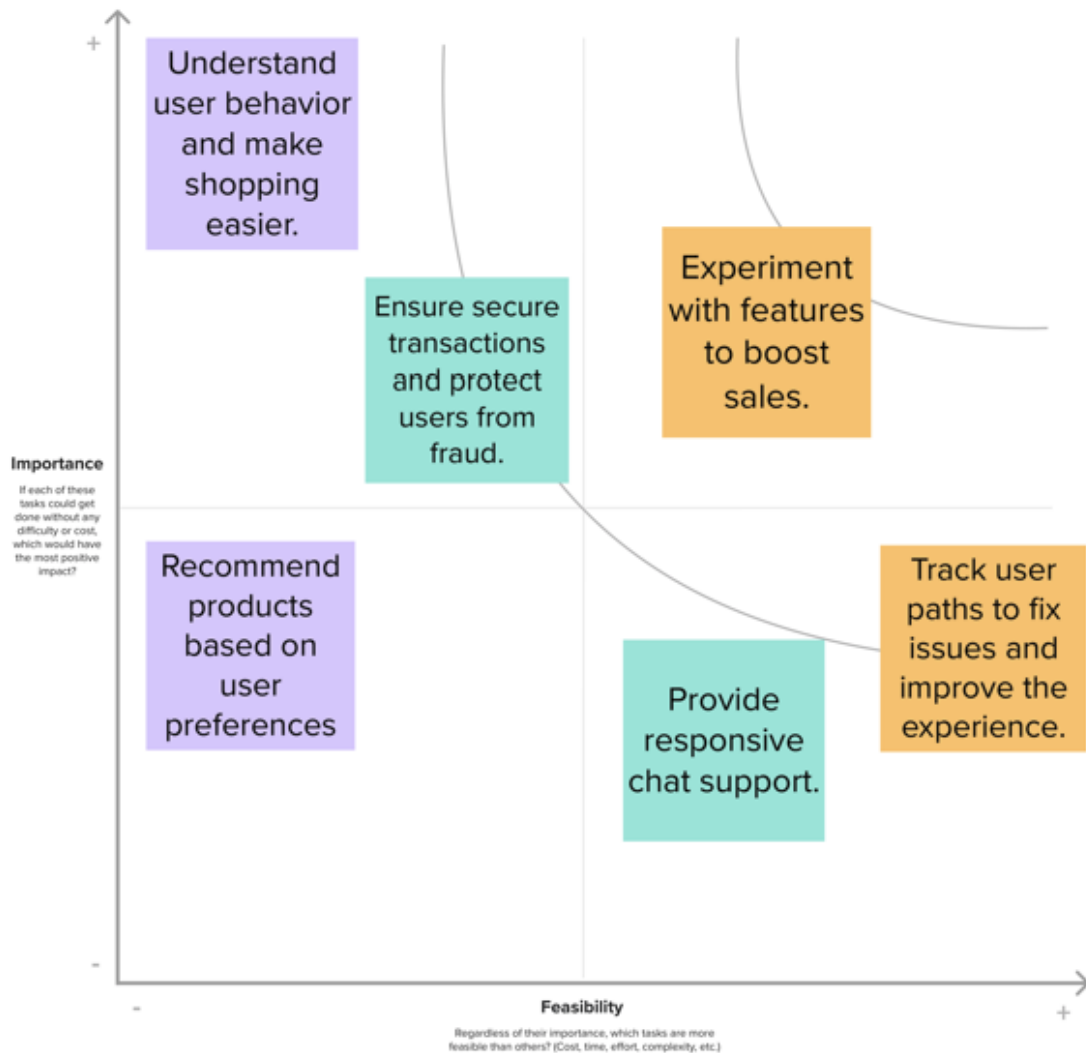 +
Understand
user behavior
and make
shopping
easier.
Ensure secure
transactions
and protect
users from
fraud.
Experiment
with features
to boost
sales.
Importance
If each of these
tasks could get
done without any
difficulty or cost,
which would have
the most positive
impact?
Recommend
products
based on
user
preferences
Provide
responsive
chat support.
Track user
paths to fix
issues and
improve the
experience.
-
-
Feasibility
+
Regardless of their importance, which tasks are more
feasible than others? (Cost, time, effort, complexity, etc.)